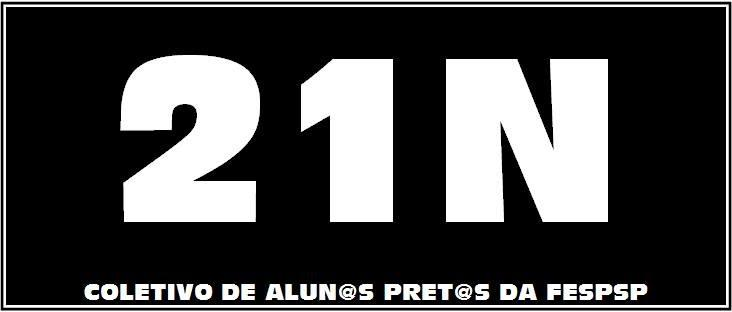 21N
COLETIVO DE ALUN@S PRET@S DA FESPSP